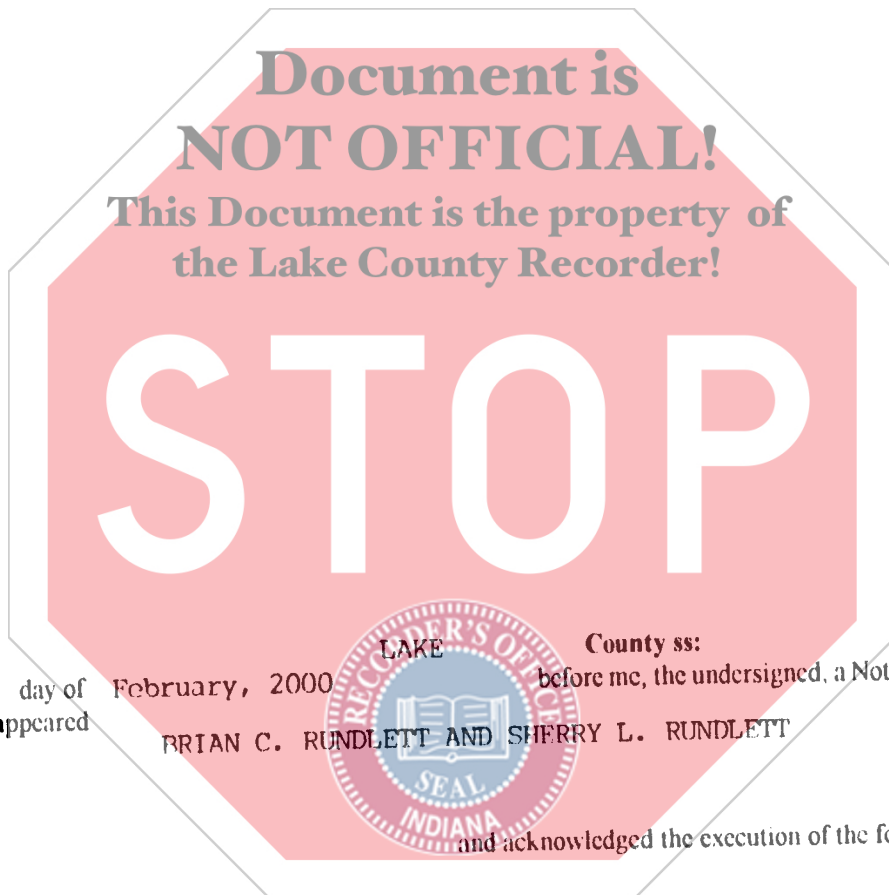 Document is
NOT OFFICIAL!
This Document is the property of
the Lake County Recorder!
STOP
LAKE County ss:
day of February, 2000 before me, the undersigned, a Not
appeared
BRIAN C. RUNDLETT AND SHERRY L. RUNDLETT
RECORDER'S OFFICE
SEAL
INDIANA
and acknowledged the execution of the fo